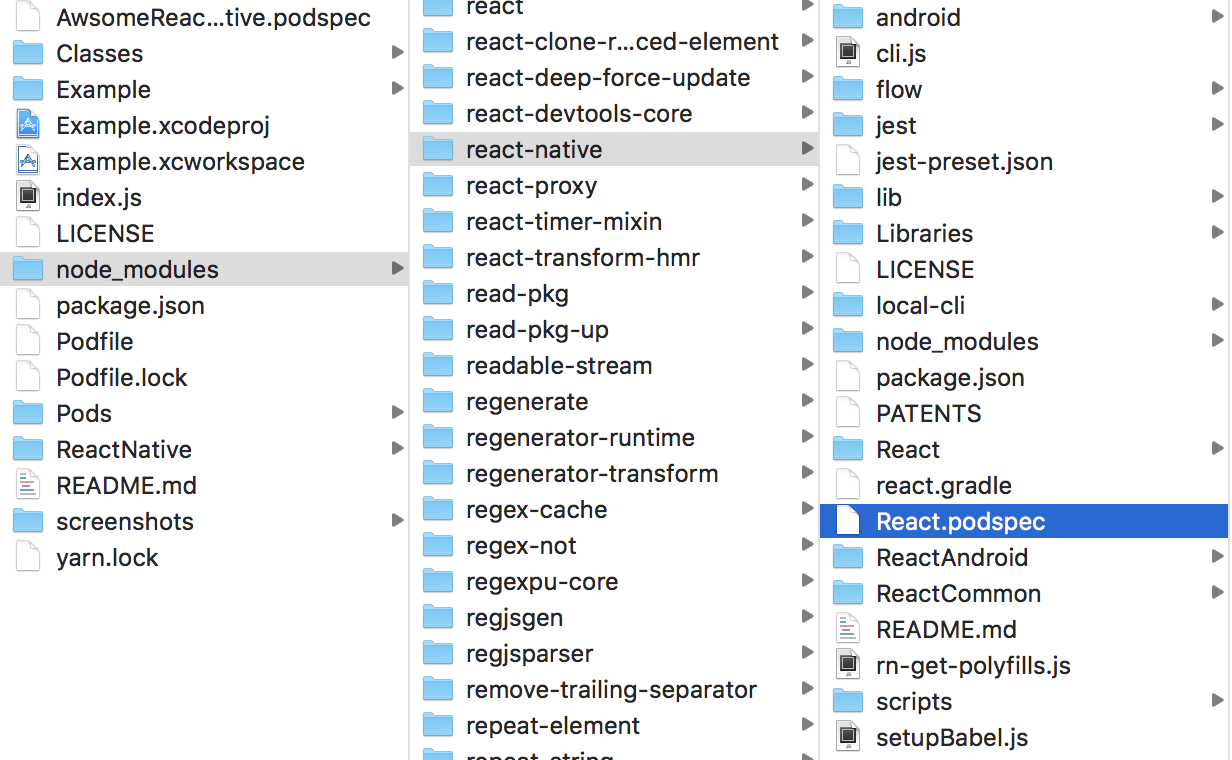 AwsomeReac...tive.podspec
Classes
Example
Example.xcodeproj
Example.xcworkspace
index.js
LICENSE
node_modules
package.json
Podfile
Podfile.lock
Pods
ReactNative
README.md
screenshots
yarn.lock
react
react-clone-r...ced-element
react-deep-force-update
react-devtools-core
react-native
react-proxy
react-timer-mixin
react-transform-hmr
read-pkg
read-pkg-up
readable-stream
regenerate
regenerator-runtime
regenerator-transform
regex-cache
regex-not
regexpu-core
regjsgen
regjsparser
remove-trailing-separator
repeat-element
repeat-string
android
cli.js
flow
jest
jest-preset.json
lib
Libraries
LICENSE
local-cli
node_modules
package.json
PATENTS
React
react.gradle
React.podspec
ReactAndroid
ReactCommon
README.md
rn-get-polyfills.js
scripts
setupBabel.js